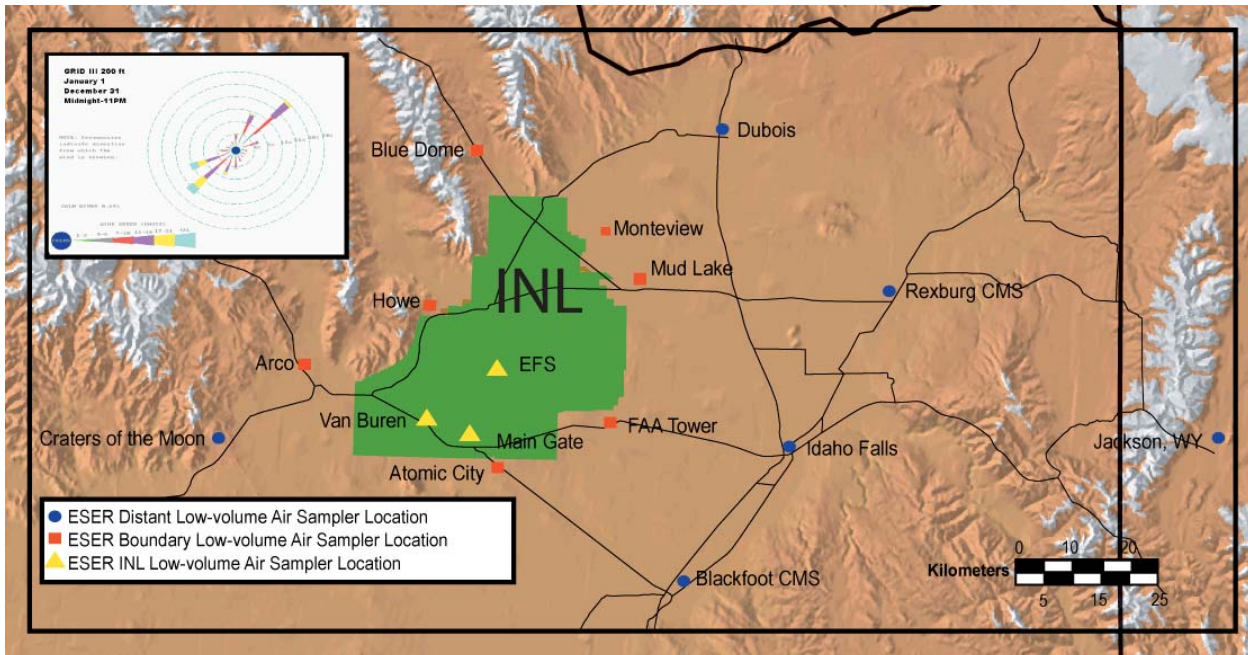 GRID III 200 ft
January 1
December 31
Midnight-11PM
Blue Dome
Dubois
Monteview
Mud Lake
INL
Howe
Rexburg CMS
Arco
EFS
Van Buren
Craters of the Moon
Main Gate
FAA Tower
Idaho Falls
Jackson, WY
Atomic City
ESER Distant Low-volume Air Sampler Location
ESER Boundary Low-volume Air Sampler Location
ESER INL Low-volume Air Sampler Location
Blackfoot CMS
0 10 20
Kilometers
5 15 25